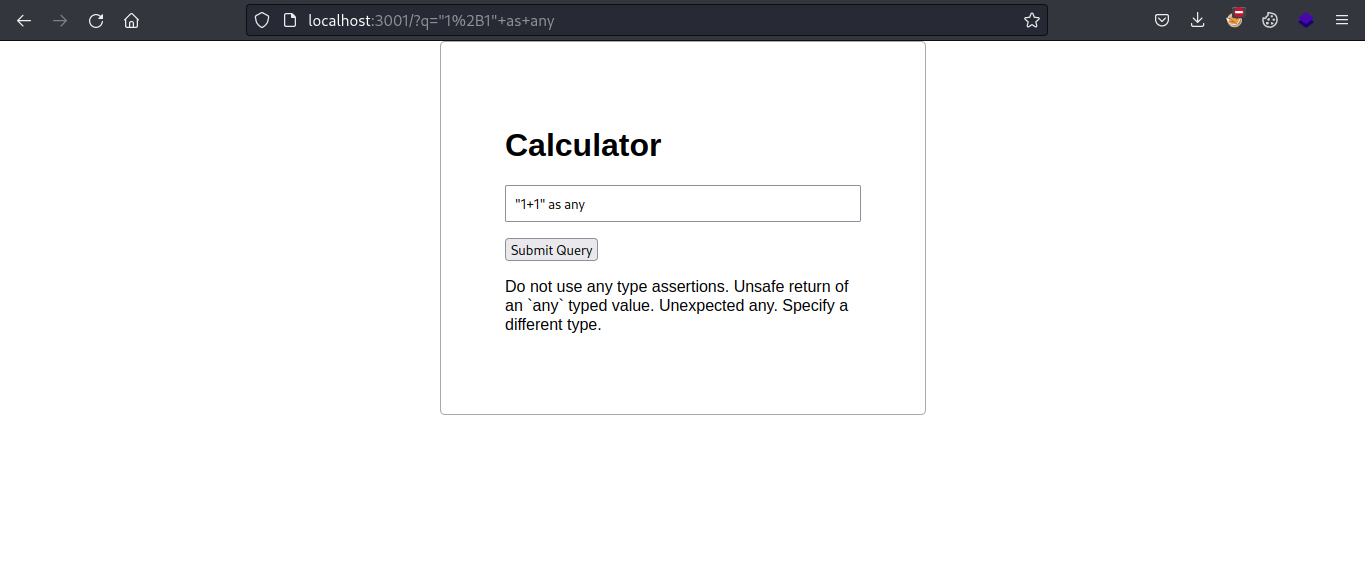 localhost:3001/?q="1%2B1"+as+any
Calculator
"1+1" as any
Submit Query
Do not use any type assertions. Unsafe return of
an `any` typed value. Unexpected any. Specify a
different type.